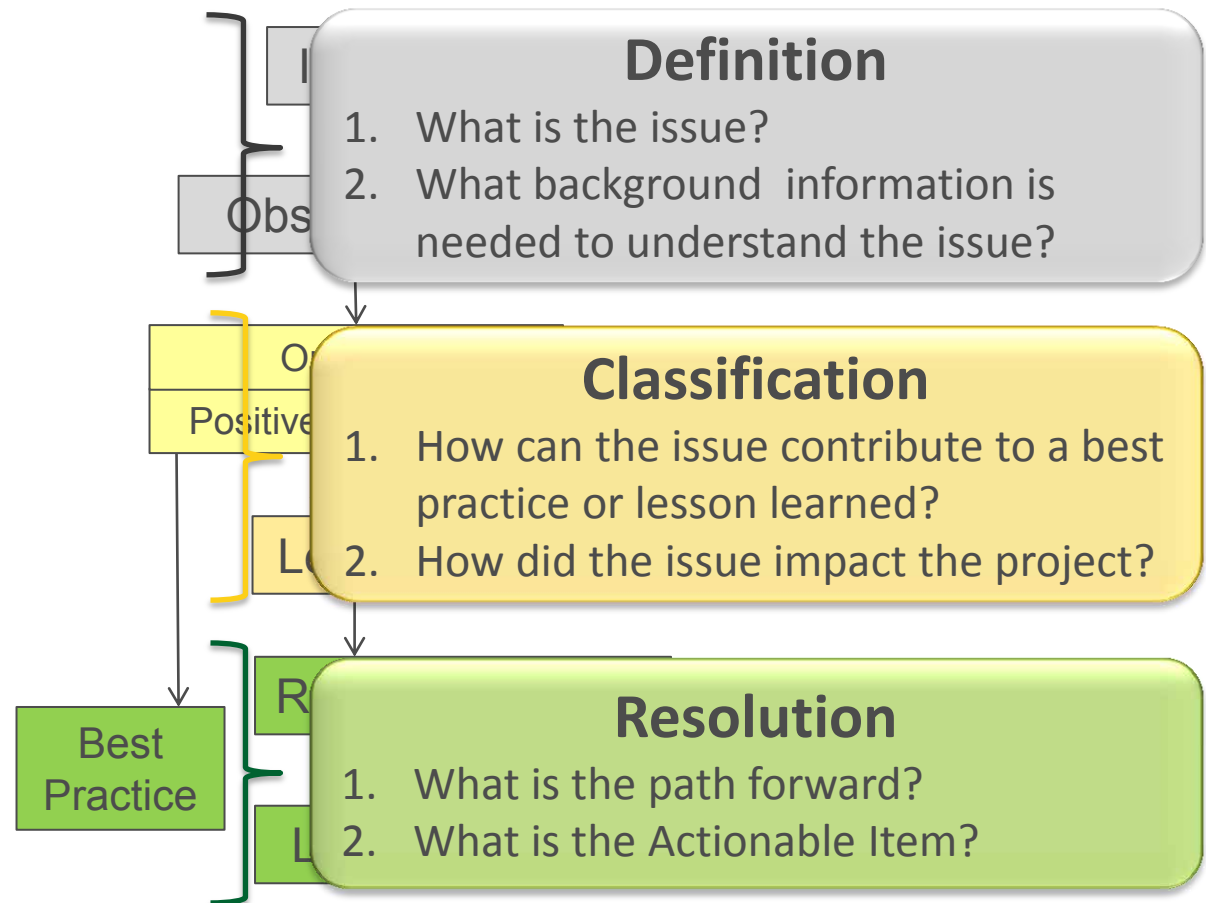 Definition
1. What is the issue?
2. What background  information is
needed to understand the issue?
Obs
Positive
Classification
1. How can the issue contribute to a best
practice or lesson learned?
2. How did the issue impact the project?
Best
Practice
Resolution
1. What is the path forward?
2. What is the Actionable Item?